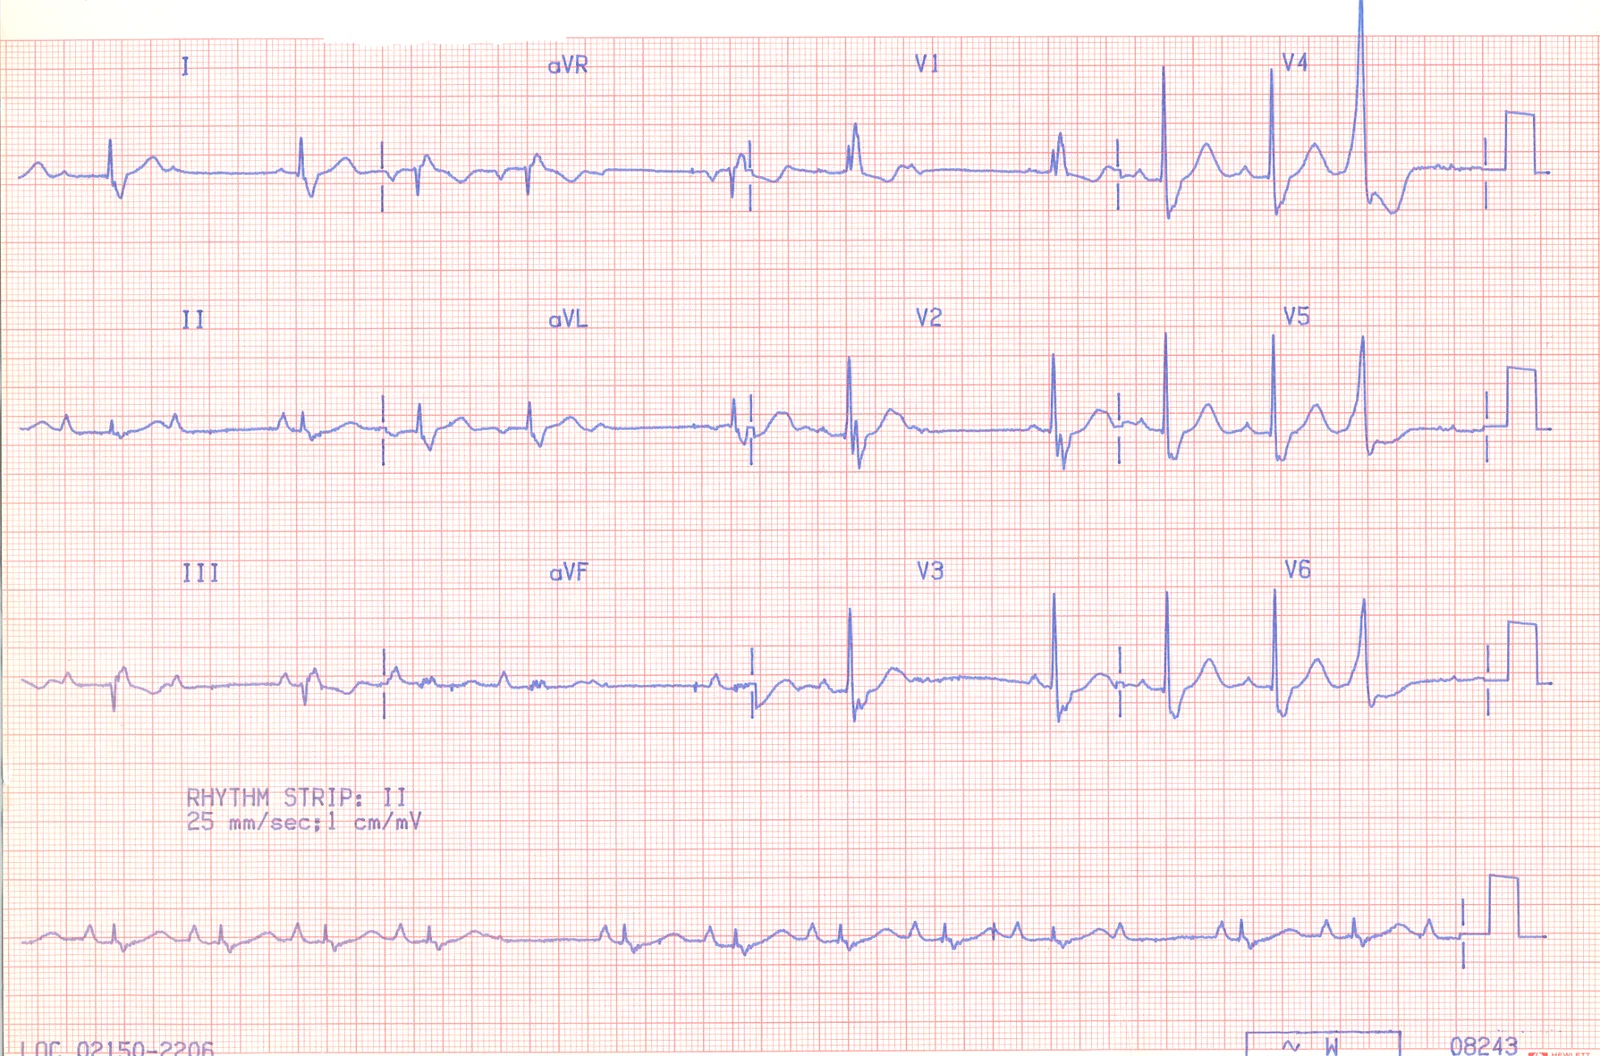 I aVR V1 V4
II aVL V2 V5
III aVF V3 V6
RHYTHM STRIP: II
25 mm/sec;1 cm/mV
LOC 02150-2206
~ W 08243
HEWLETT